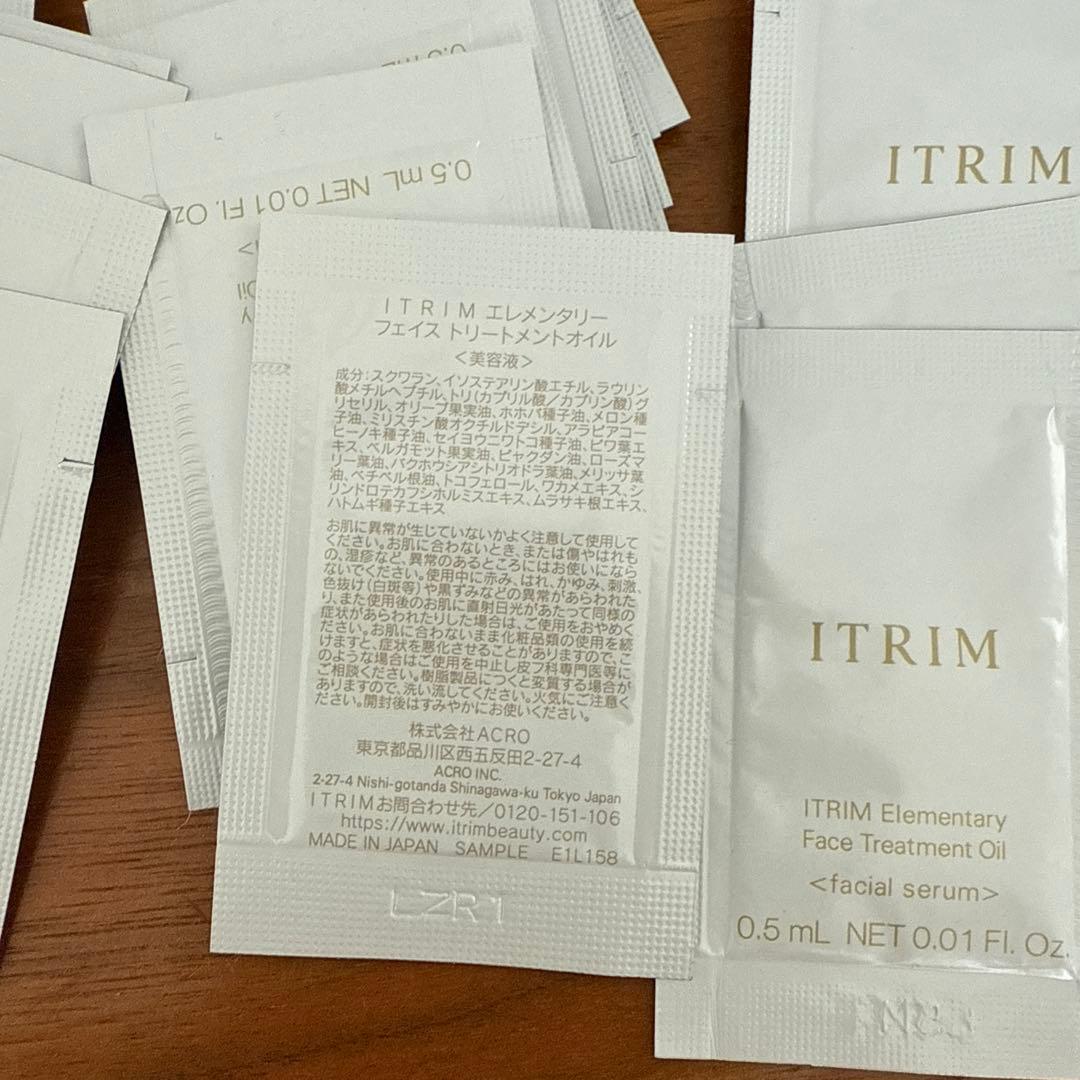 0.5 mL NET 0.01 Fl. Oz
ITRIM
ITRIM エレメンタリー
フェイス トリートメントオイル
<美容液>
成分：スクワラン、イソステアリン酸エチル、ラウリン
酸メチルヘプチル、トリ(カプリル酸／カプリン酸)グ
リセリル、オリーブ果実油、ホホバ種子油、メロン種
子油、ミリスチン酸オクチルドデシル、アラビアコー
ヒーノキ種子油、セイヨウニワトコ種子油、ビワ葉エ
キス、ベルガモット果実油、ビャクダン油、ローズマ
リー葉油、バクホウシアシトリオドラ葉油、メリッサ葉
油、ベチベル根油、トコフェロール、ワカメエキス、シ
リンドロテカフシホルミスエキス、ムラサキ根エキス、
ハトムギ種子エキス
お肌に異常が生じていないかよく注意して使用して
ください。お肌に合わないとき、または傷やはれも
の、湿疹など、異常のあるところにはお使いになら
ないでください。使用中に赤み、はれ、かゆみ、刺激、
色抜け(白斑等)や黒ずみなどの異常があらわれた
り、また使用後のお肌に直射日光があたって同様の
症状があらわれたりした場合は、ご使用をおやめく
ださい。お肌に合わないまま化粧品類の使用を続
けますと、症状を悪化させることがありますので、こ
のような場合はご使用を中止し皮フ科専門医等に
ご相談ください。樹脂製品につくと変質する場合が
ありますので、洗い流してください。火気にご注意く
ださい。開封後はすみやかにお使いください。
株式会社ACRO
東京都品川区西五反田2-27-4
ACRO INC.
2-27-4 Nishi-gotanda Shinagawa-ku Tokyo Japan
ITRIMお問合わせ先／0120-151-106
https://www.itrimbeauty.com
MADE IN JAPAN SAMPLE E1L158
LZR1
ITRIM
ITRIM Elementary
Face Treatment Oil
<facial serum>
0.5 mL NET 0.01 Fl. Oz.